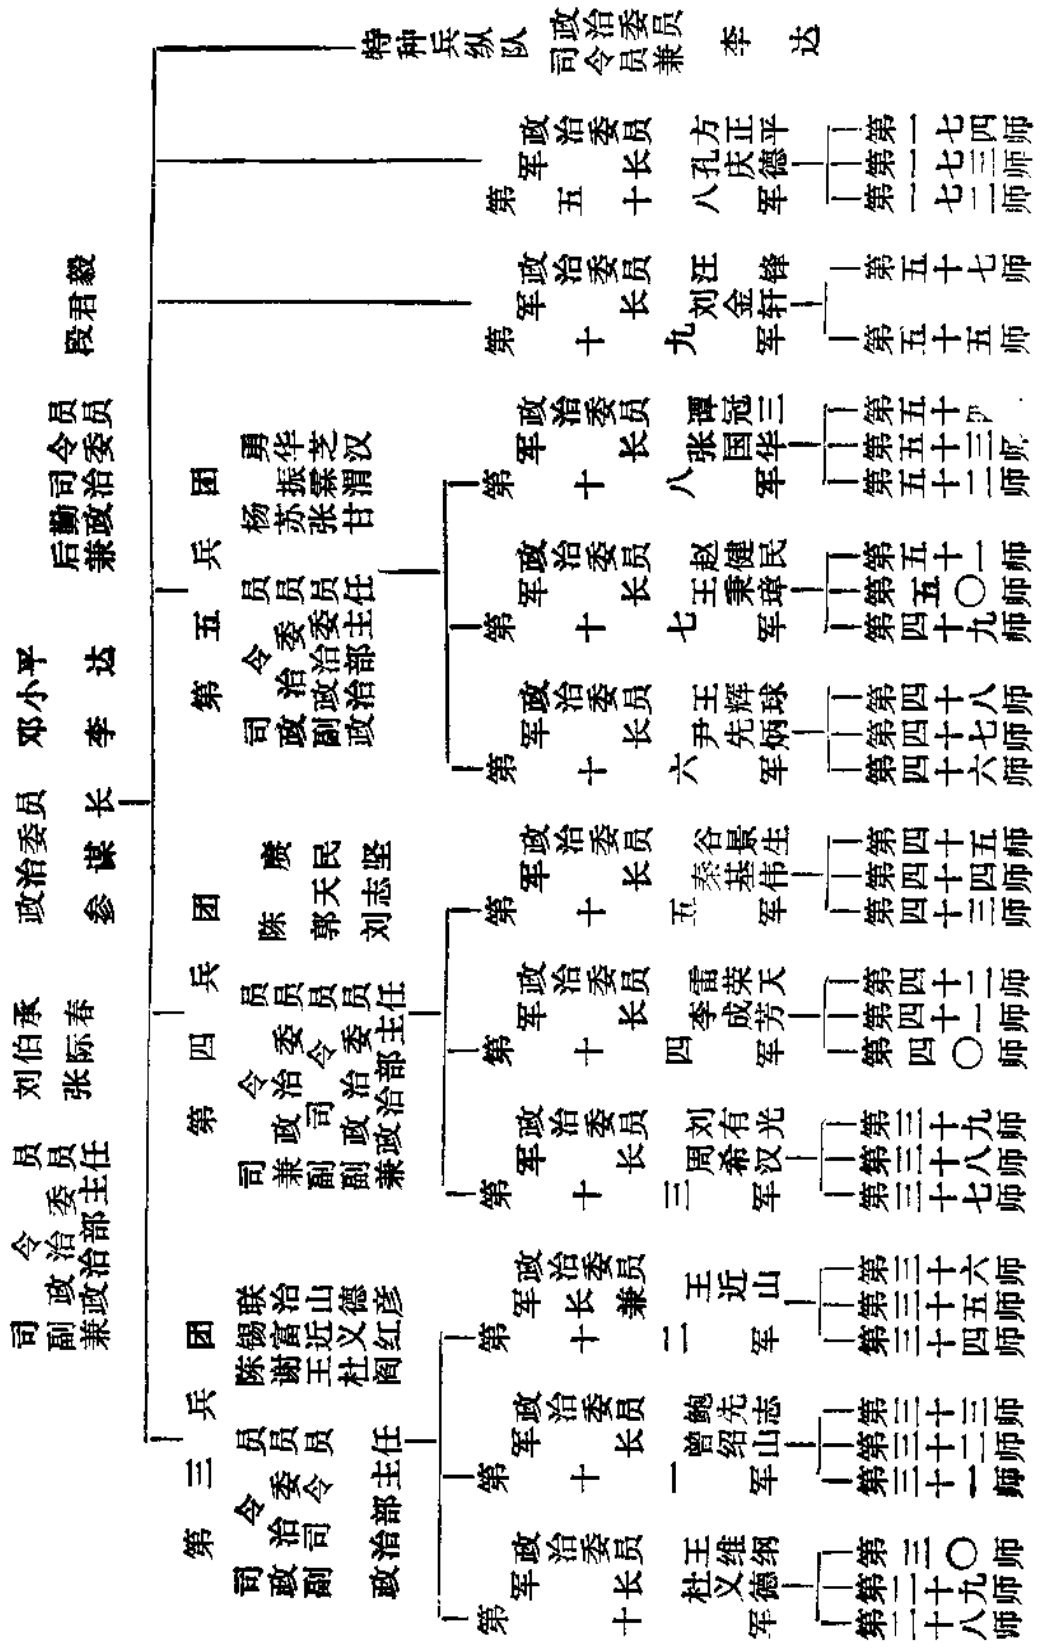 司令员 刘伯承 政治委员 邓小平
副政治委员兼政治部主任 张际春 参谋长 李达
后勤司令员兼政治委员 段君毅
第三兵团
司令员 陈锡联
政治委员 谢富治
副司令员 王近山
杜义德
政治部主任 阎红彦
第十军
军长 杜义德
政治委员 王维纲
第二十八师
第二十九师
第三〇师
第十一军
军长 曾绍山
政治委员 鲍先志
第三十一师
第三十二师
第三十三师
第十二军
军长兼政治委员 王近山
第三十四师
第三十五师
第三十六师
第四兵团
司令员兼政治委员 陈赓
副司令员 郭天民
副政治委员兼政治部主任 刘志坚
第十三军
军长 周希汉
政治委员 刘有光
第三十七师
第三十八师
第三十九师
第十四军
军长 李成芳
政治委员 雷荣天
第四〇师
第四十一师
第四十二师
第十五军
军长 秦基伟
政治委员 谷景生
第四十三师
第四十四师
第四十五师
第五兵团
司令员 杨勇
政治委员 苏振华
副政治委员 张霖芝
政治部主任 甘渭汉
第十六军
军长 尹先炳
政治委员 王辉球
第四十六师
第四十七师
第四十八师
第十七军
军长 王秉璋
政治委员 赵健民
第四十九师
第五〇师
第五十一师
第十八军
军长 张国华
政治委员 谭冠三
第五十二师
第五十三师
第五十
第十九军
军长 刘金轩
政治委员 汪锋
第五十五师
第五十七师
第五十八军
军长 孔庆德
政治委员 方正平
第一七二师
第一七三师
第一七四师
特种兵纵队
司令员兼政治委员 李达